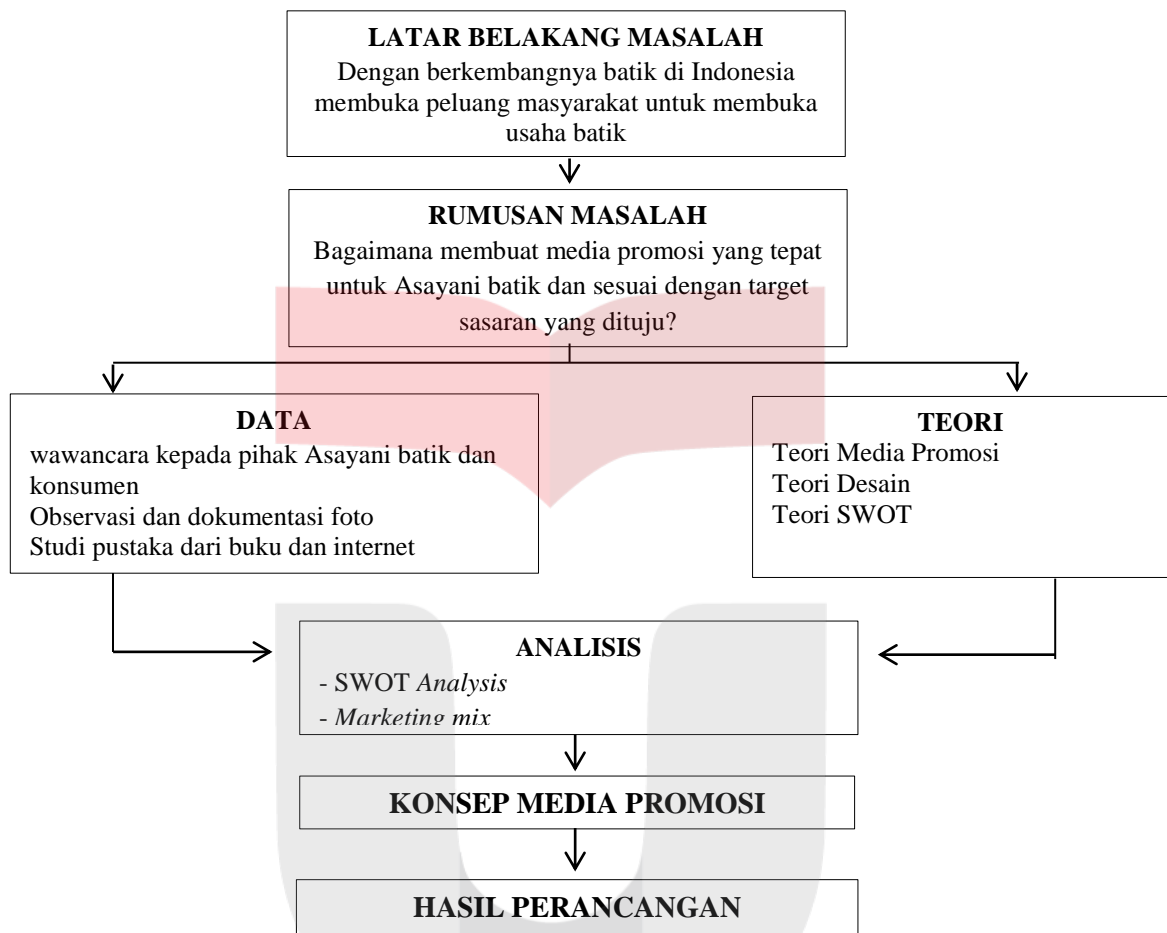 LATAR BELAKANG MASALAH
Dengan berkembangnya batik di Indonesia
membuka peluang masyarakat untuk membuka
usaha batik
RUMUSAN MASALAH
Bagaimana membuat media promosi yang tepat
untuk Asayani batik dan sesuai dengan target
sasaran yang dituju?
DATA
wawancara kepada pihak Asayani batik dan
konsumen
Observasi dan dokumentasi foto
Studi pustaka dari buku dan internet
TEORI
Teori Media Promosi
Teori Desain
Teori SWOT
ANALISIS
- SWOT Analysis
- Marketing mix
KONSEP MEDIA PROMOSI
HASIL PERANCANGAN